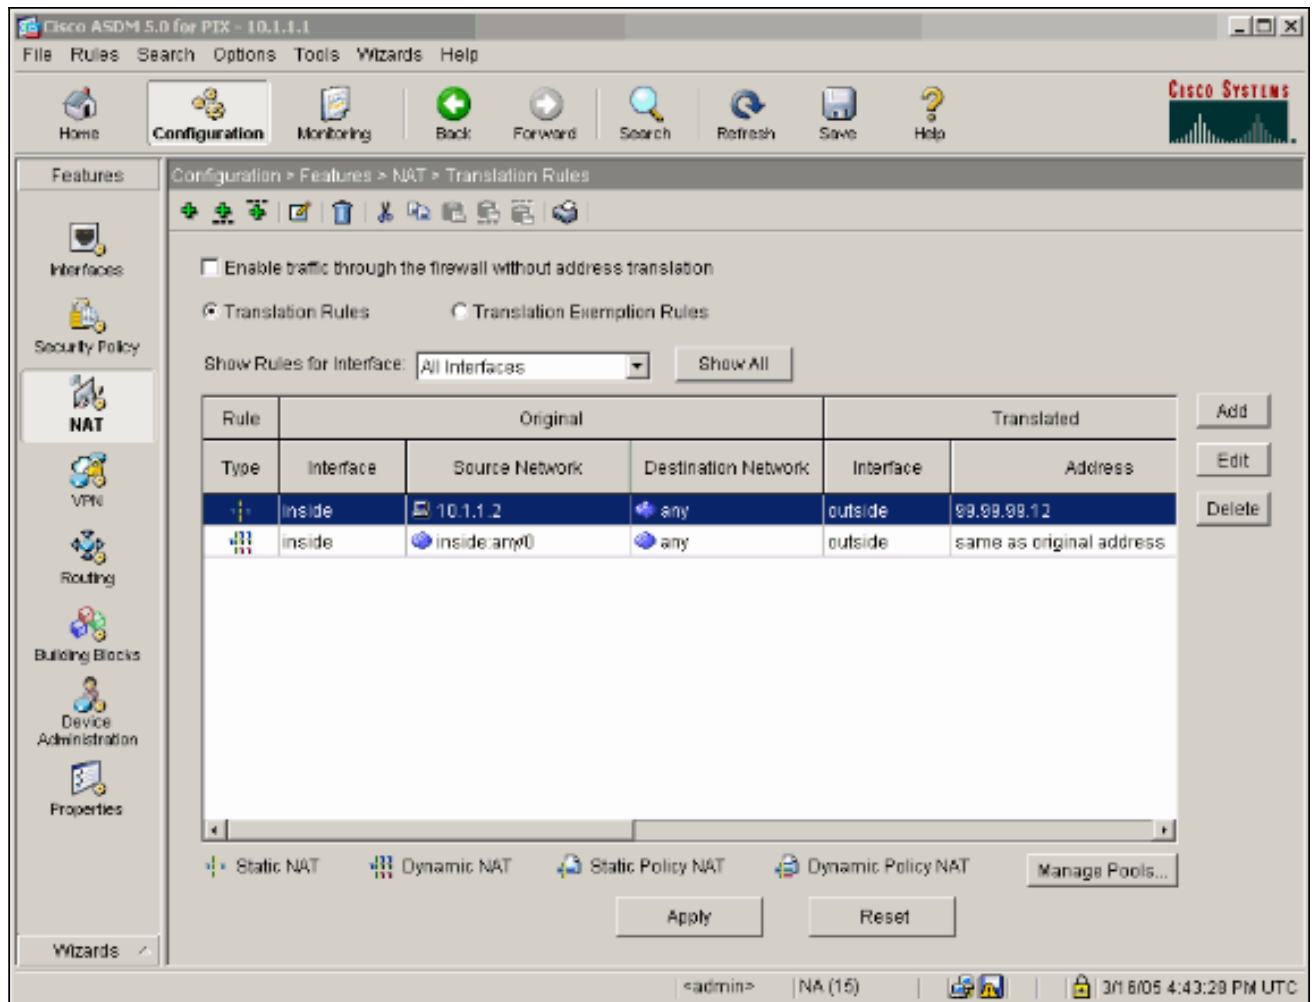 Cisco ASDM 5.0 for PIX - 10.1.1.1
File Rules Search Options Tools Wizards Help
Home Configuration Monitoring Back Forward Search Refresh Save Help
CISCO SYSTEMS
Features
Configuration > Features > NAT > Translation Rules
Interfaces
Security Policy
NAT
VPN
Routing
Building Blocks
Device
Administration
Properties
Wizards
Enable traffic through the firewall without address translation
Translation Rules Translation Exemption Rules
Show Rules for Interface: All Interfaces Show All
Rule Original Translated
Type Interface Source Network Destination Network Interface Address
inside 10.1.1.2 any outside 99.99.99.12
inside inside:any/0 any outside same as original address
Add
Edit
Delete
Static NAT Dynamic NAT Static Policy NAT Dynamic Policy NAT Manage Pools...
Apply Reset
<admin> NA (15) 3/16/05 4:43:28 PM UTC